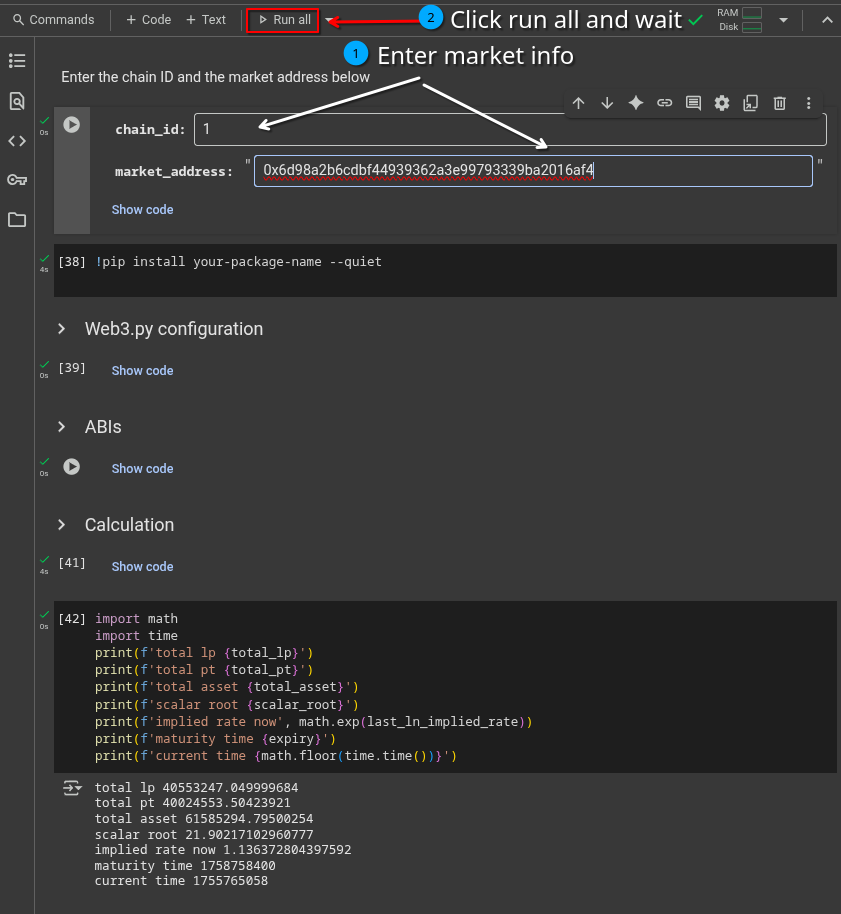 Commands + Code + Text Run all 2 Click run all and wait RAM
Disk
1 Enter market info
Enter the chain ID and the market address below
0s
chain_id: 1
market_address: " 0x6d98a2b6cdbf44939362a3e99793339ba2016af4 "
Show code
4s
[38] !pip install your-package-name --quiet
Web3.py configuration
0s
[39] Show code
ABIs
0s
Show code
Calculation
4s
[41] Show code
0s
[42] import math
import time
print(f'total lp {total_lp}')
print(f'total pt {total_pt}')
print(f'total asset {total_asset}')
print(f'scalar root {scalar_root}')
print(f'implied rate now', math.exp(last_ln_implied_rate))
print(f'maturity time {expiry}')
print(f'current time {math.floor(time.time())}')
total lp 40553247.049999684
total pt 40024553.50423921
total asset 61585294.79500254
scalar root 21.90217102960777
implied rate now 1.136372804397592
maturity time 1758758400
current time 1755765058